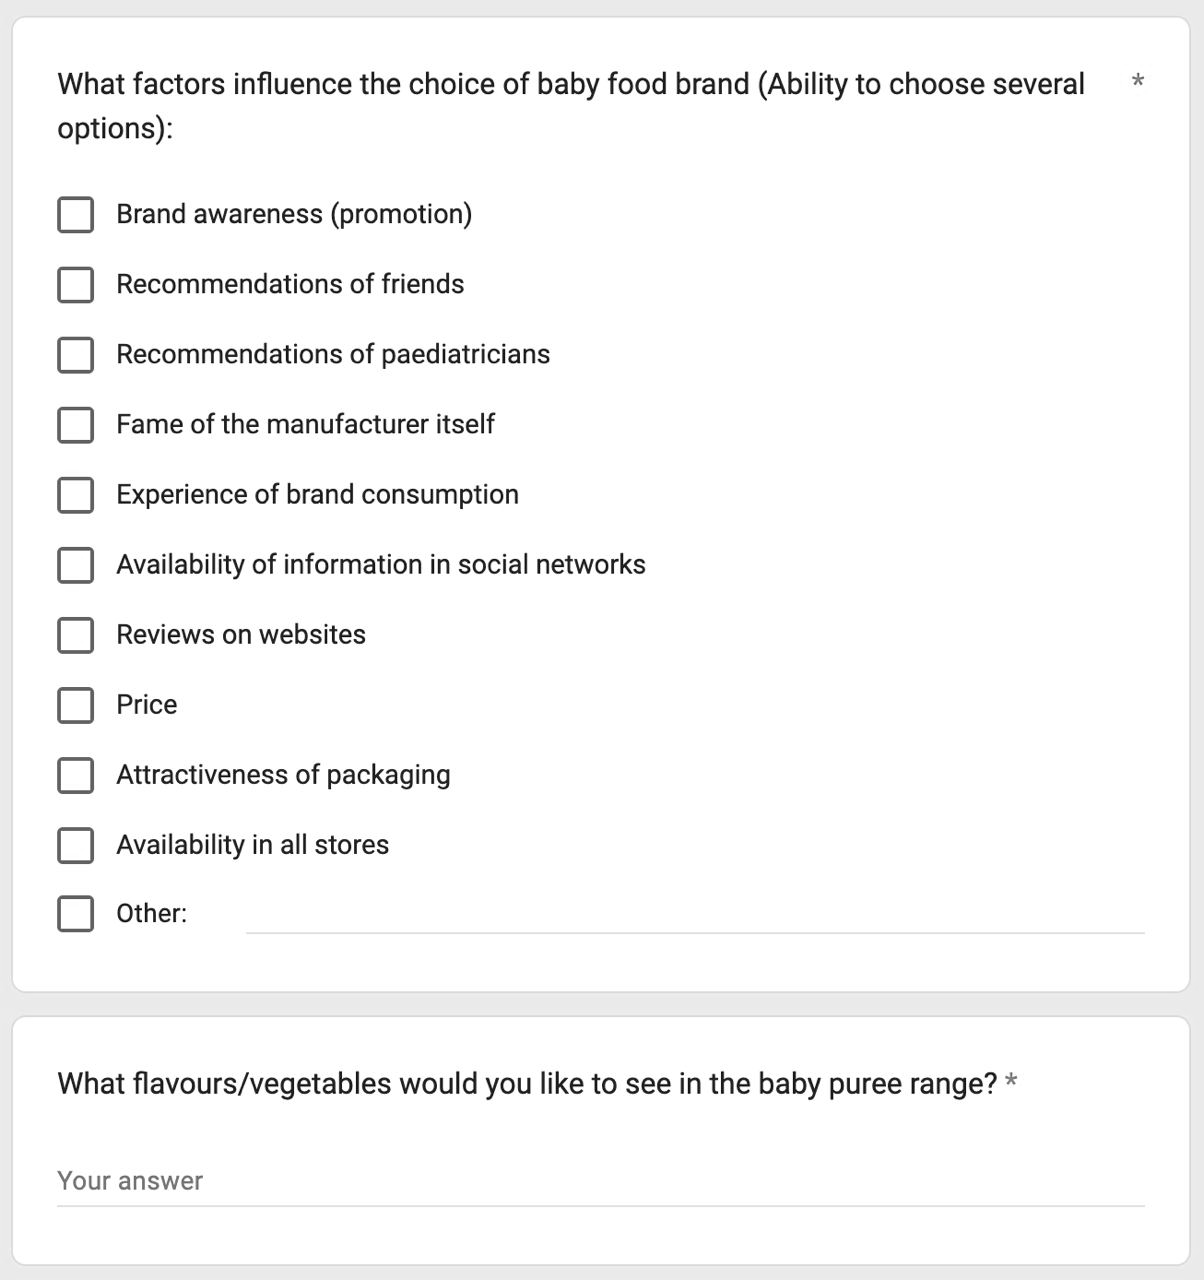 What factors influence the choice of baby food brand (Ability to choose several *
options):
Brand awareness (promotion)
Recommendations of friends
Recommendations of paediatricians
Fame of the manufacturer itself
Experience of brand consumption
Availability of information in social networks
Reviews on websites
Price
Attractiveness of packaging
Availability in all stores
Other:
What flavours/vegetables would you like to see in the baby puree range? *
Your answer